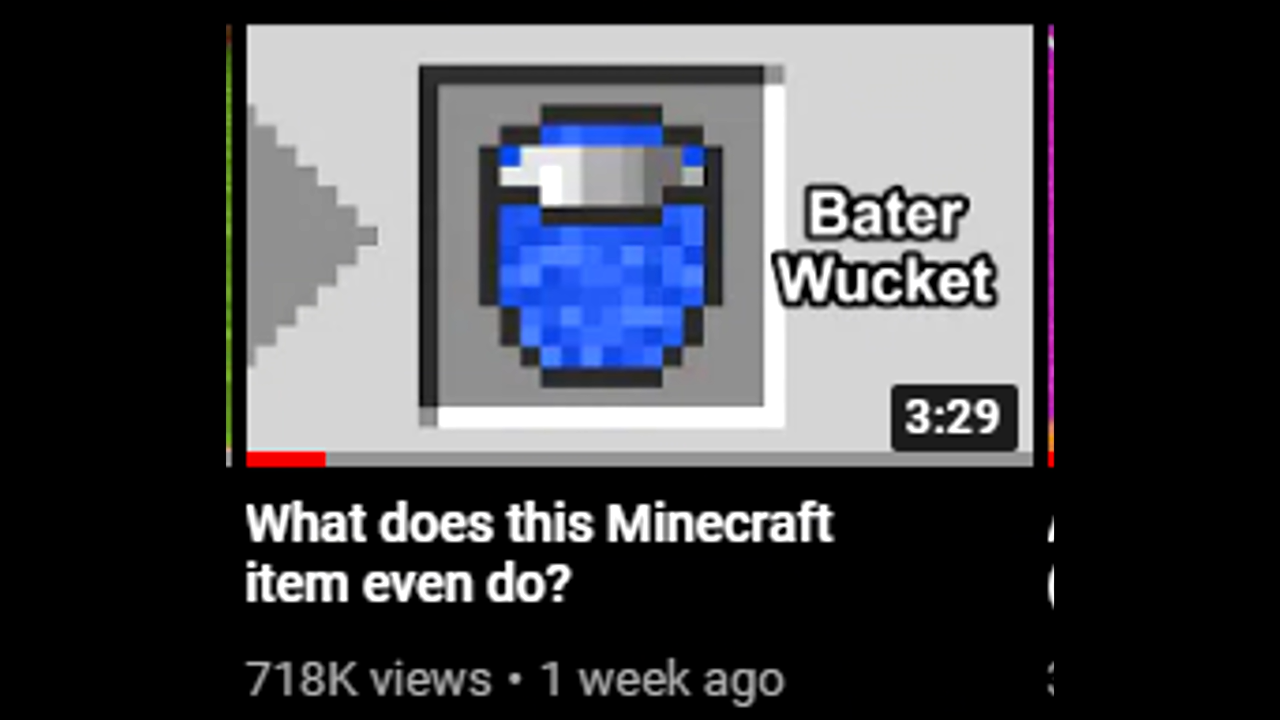 Bater
Wucket
3:29
What does this Minecraft
item even do?
718K views • 1 week ago